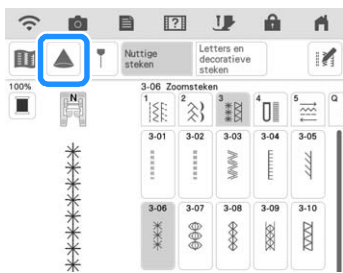 Nuttige
steken
Letters en
decoratieve
steken
100%
3-06 Zoomsteken
N
1 2 3 4 5 Q
3-01 3-02 3-03 3-04 3-05
3-06 3-07 3-08 3-09 3-10